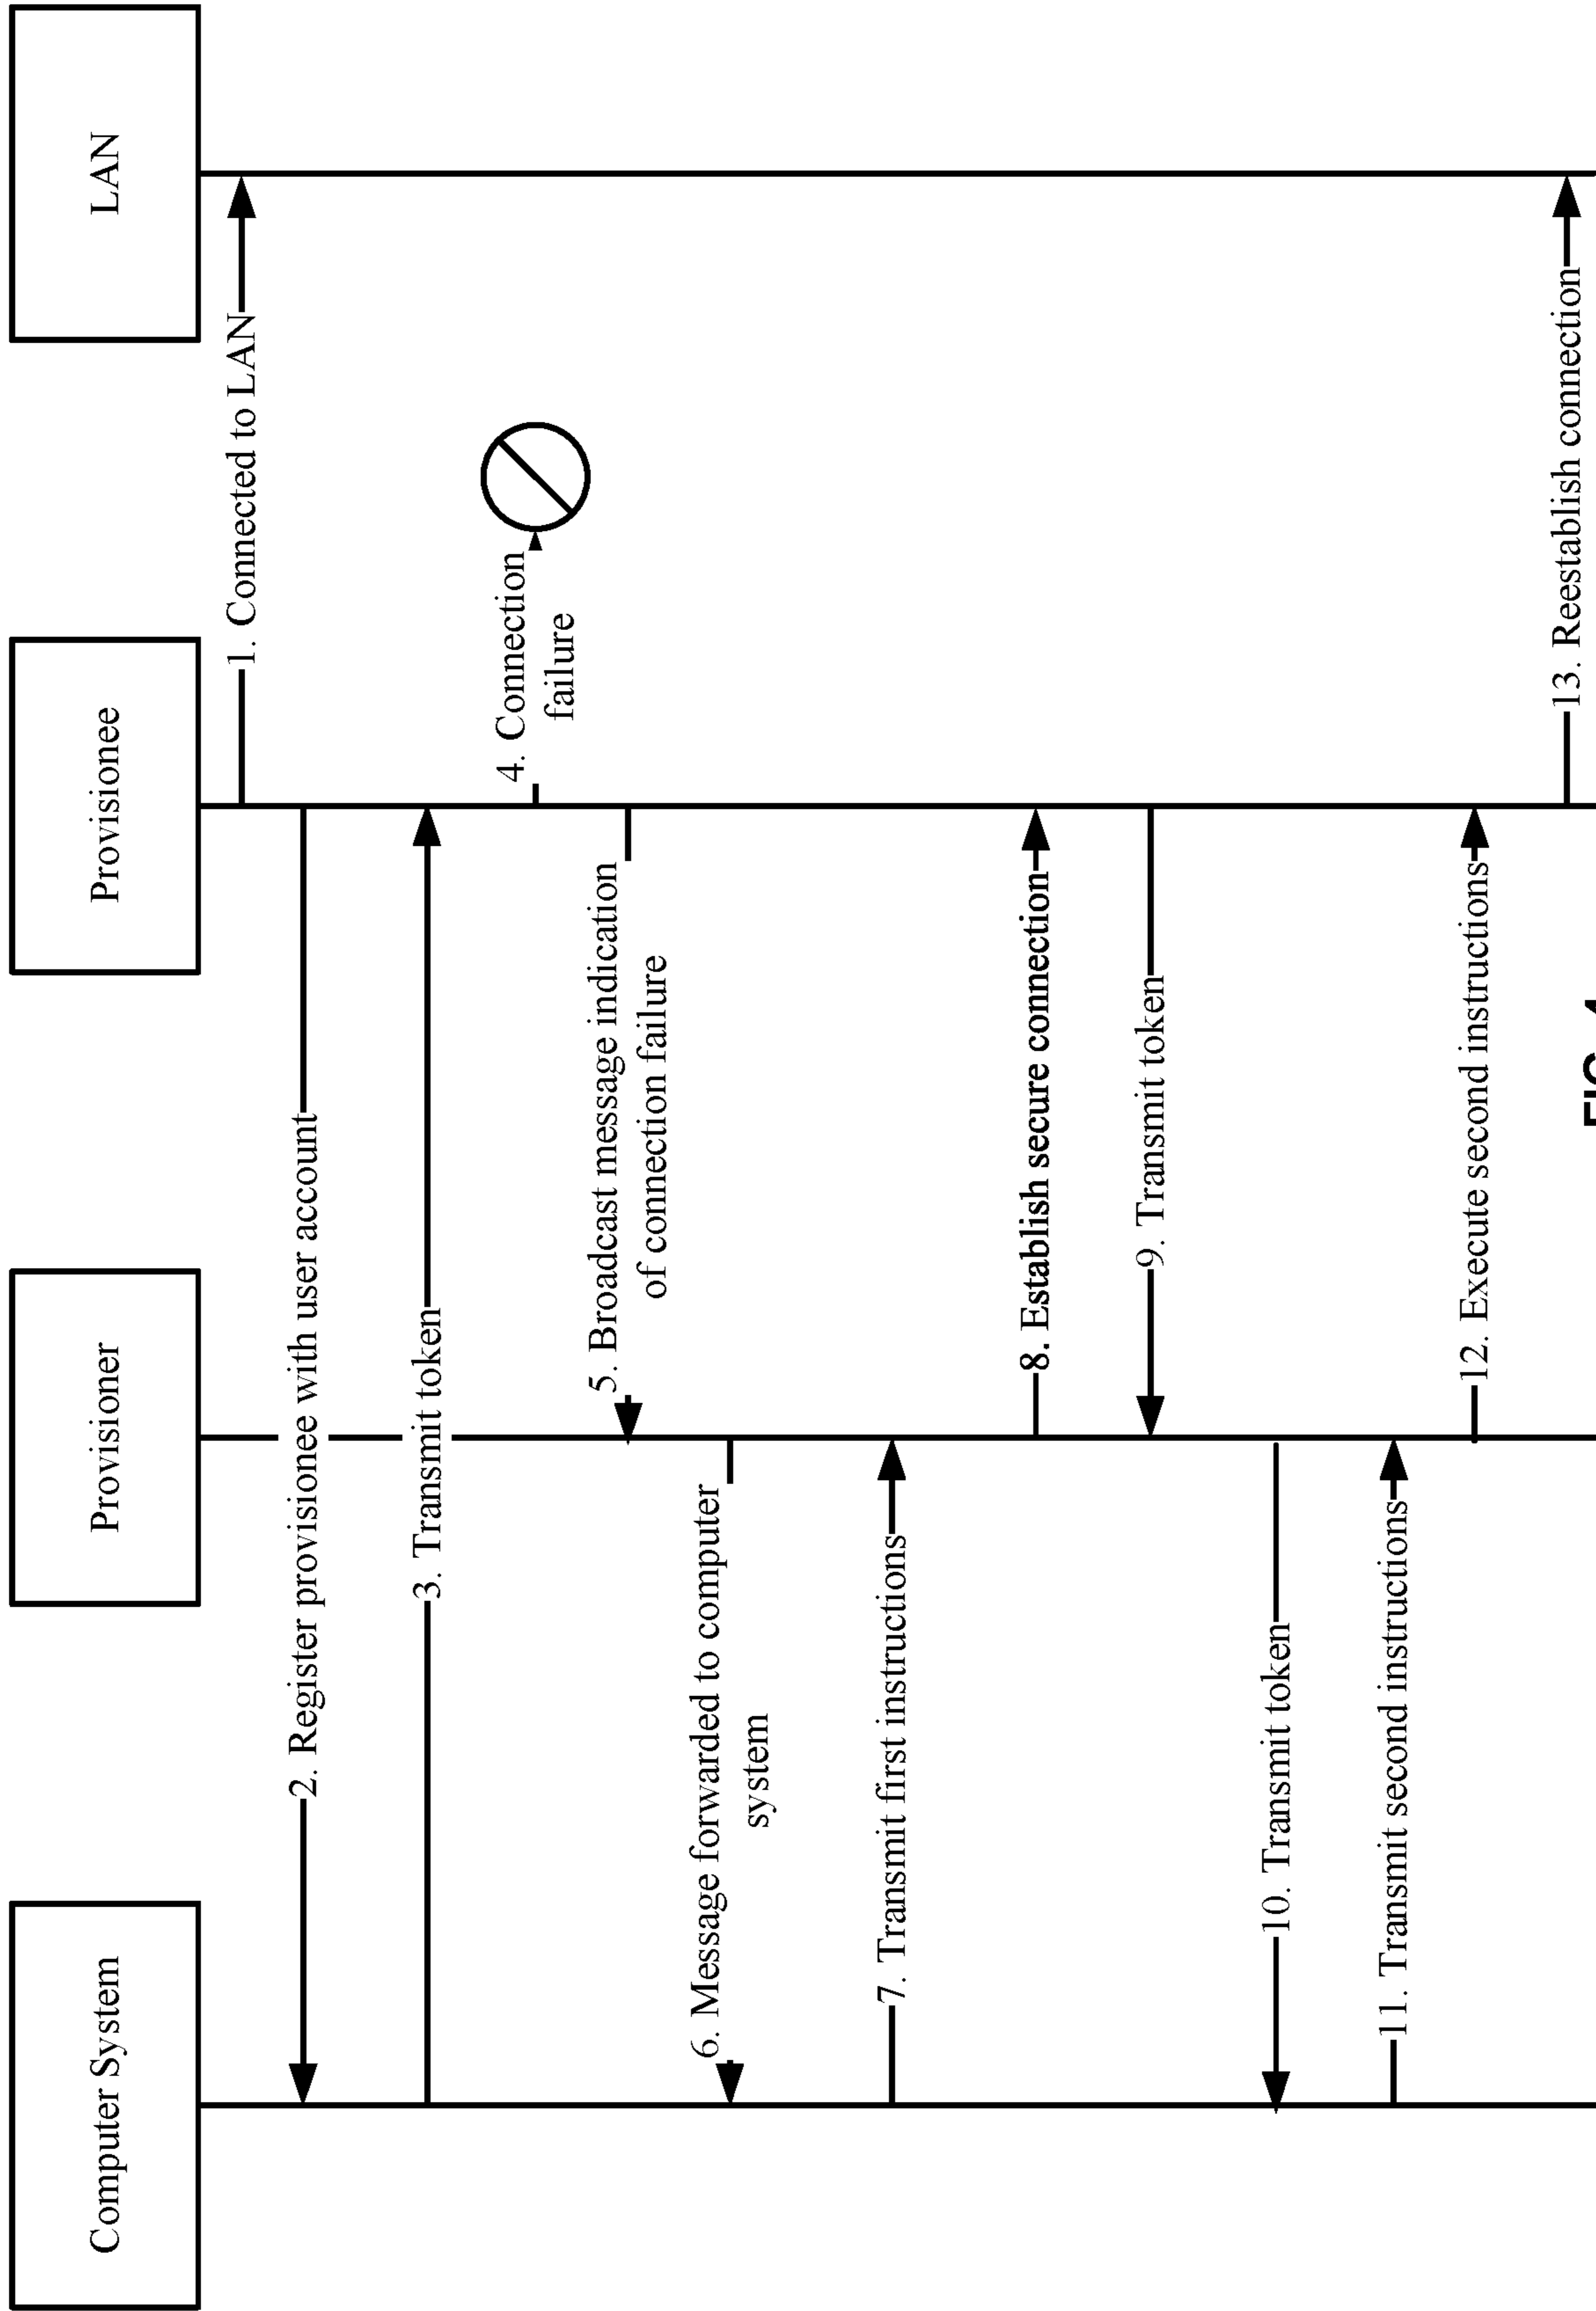 Computer System
Provisioner
Provisionee
LAN
1. Connected to LAN
2. Register provisionee with user account
3. Transmit token
4. Connection
failure
5. Broadcast message indication
of connection failure
6. Message forwarded to computer
system
7. Transmit first instructions
8. Establish secure connection
9. Transmit token
10. Transmit token
11. Transmit second instructions
12. Execute second instructions
13. Reestablish connection